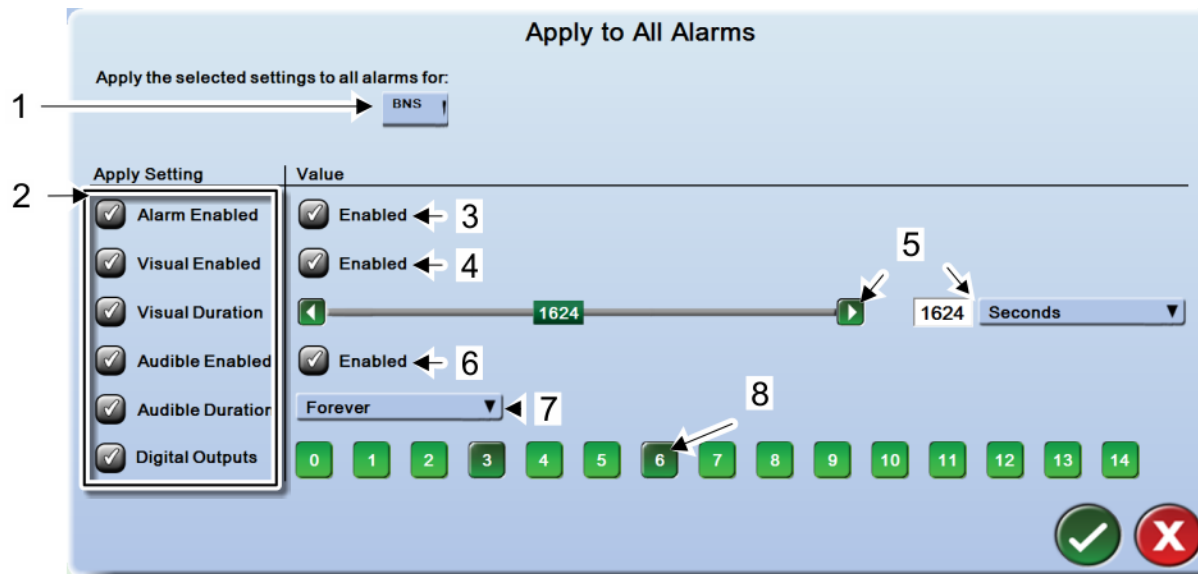 Apply to All Alarms
Apply the selected settings to all alarms for:
1
BNS
Apply Setting Value
2
Alarm Enabled Enabled 3
Visual Enabled Enabled 4
5
Visual Duration 1624 1624 Seconds
Audible Enabled Enabled 6
Audible Duration Forever 7
8
Digital Outputs 0 1 2 3 4 5 6 7 8 9 10 11 12 13 14